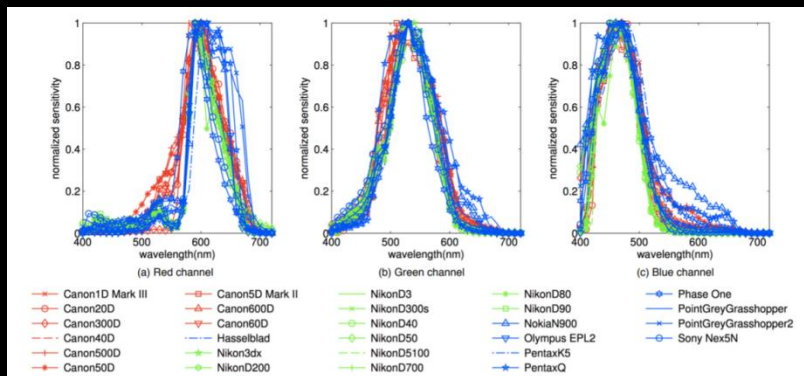 normalized sensitivity
1
0.8
0.6
0.4
0.2
0
400 500 600 700
wavelength(nm)
(a) Red channel
normalized sensitivity
1
0.8
0.6
0.4
0.2
0
400 500 600 700
wavelength(nm)
(b) Green channel
normalized sensitivity
1
0.8
0.6
0.4
0.2
0
400 500 600 700
wavelength(nm)
(c) Blue channel
Canon1D Mark III
Canon20D
Canon300D
Canon40D
Canon500D
Canon50D
Canon5D Mark II
Canon600D
Canon60D
Hasselblad
Nikon3dx
NikonD200
NikonD3
NikonD300s
NikonD40
NikonD50
NikonD5100
NikonD700
NikonD80
NikonD90
NokiaN900
Olympus EPL2
PentaxK5
PentaxQ
Phase One
PointGreyGrasshopper
PointGreyGrasshopper2
Sony Nex5N